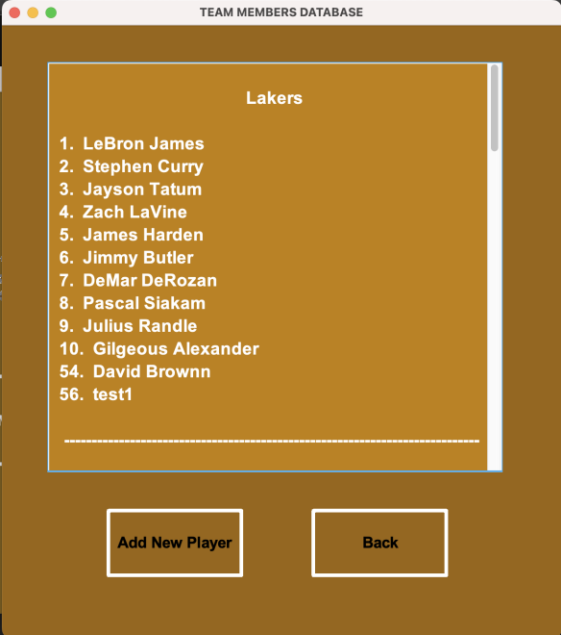 TEAM MEMBERS DATABASE
Lakers
1. LeBron James
2. Stephen Curry
3. Jayson Tatum
4. Zach LaVine
5. James Harden
6. Jimmy Butler
7. DeMar DeRozan
8. Pascal Siakam
9. Julius Randle
10. Gilgeous Alexander
54. David Brownn
56. test1
--------------------------------------------------------------------------------
Add New Player
Back